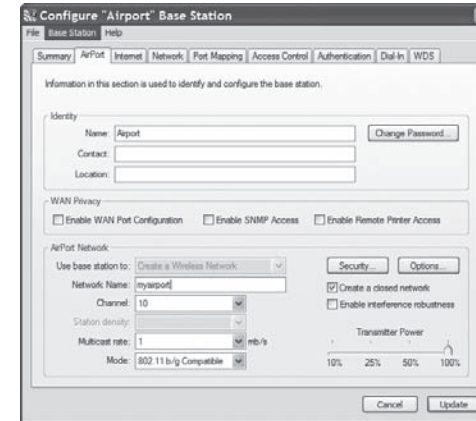 Configure "Airport" Base Station
File Base Station Help
Summary AirPort Internet Network Port Mapping Access Control Authentication Dial-In WDS
Information in this section is used to identify and configure the base station.
Identity
Name: Airport
Change Password...
Contact:
Location:
WAN Privacy
Enable WAN Port Configuration Enable SNMP Access Enable Remote Printer Access
AirPort Network
Use base station to: Create a Wireless Network
Security... Options...
Network Name: myairport
Create a closed network
Channel: 10
Enable interference robustness
Station density:
Transmitter Power
Multicast rate: 1 mb/s
Mode: 802.11 b/g Compatible
10% 25% 50% 100%
Cancel Update